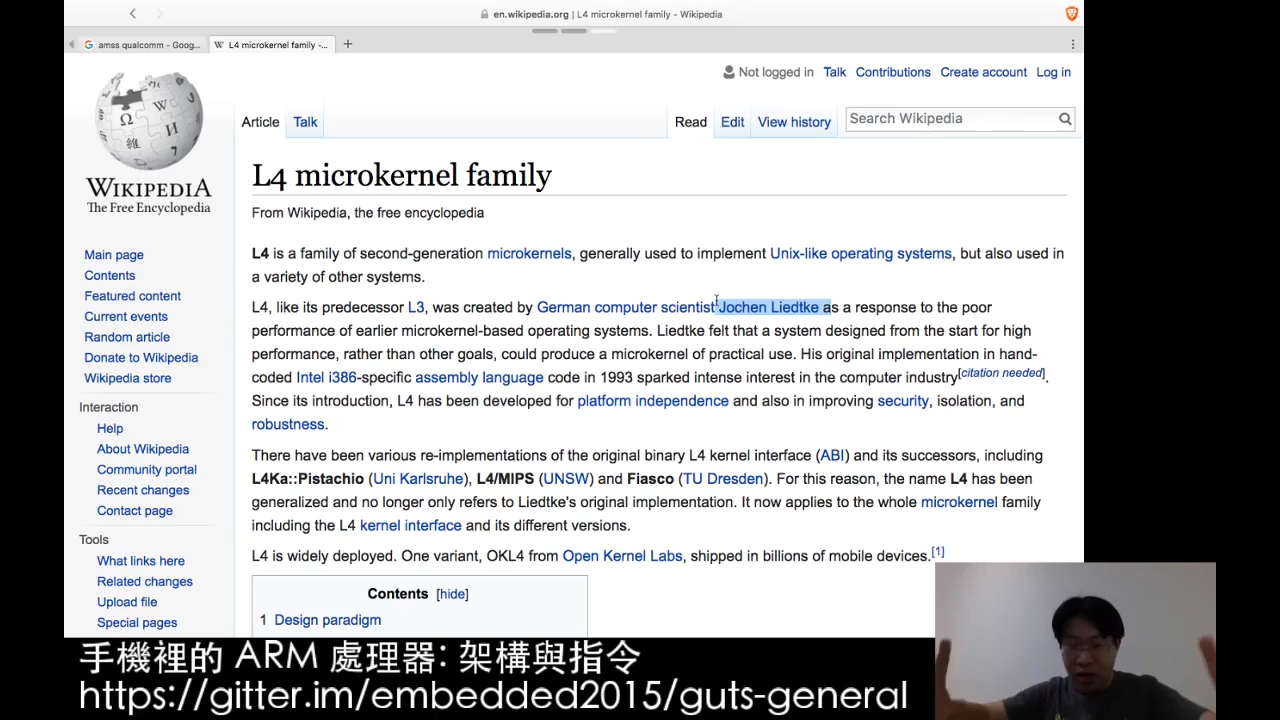 en.wikipedia.org | L4 microkernel family - Wikipedia
amss qualcomm - Goog...
L4 microkernel family -...
Not logged in Talk Contributions Create account Log in
Article Talk
Read Edit View history
Search Wikipedia
WIKIPEDIA
The Free Encyclopedia
Main page
Contents
Featured content
Current events
Random article
Donate to Wikipedia
Wikipedia store
Interaction
Help
About Wikipedia
Community portal
Recent changes
Contact page
Tools
What links here
Related changes
Upload file
Special pages
L4 microkernel family
From Wikipedia, the free encyclopedia
L4 is a family of second-generation microkernels, generally used to implement Unix-like operating systems, but also used in
a variety of other systems.
L4, like its predecessor L3, was created by German computer scientist Jochen Liedtke as a response to the poor
performance of earlier microkernel-based operating systems. Liedtke felt that a system designed from the start for high
performance, rather than other goals, could produce a microkernel of practical use. His original implementation in hand-
coded Intel i386-specific assembly language code in 1993 sparked intense interest in the computer industry[citation needed].
Since its introduction, L4 has been developed for platform independence and also in improving security, isolation, and
robustness.
There have been various re-implementations of the original binary L4 kernel interface (ABI) and its successors, including
L4Ka::Pistachio (Uni Karlsruhe), L4/MIPS (UNSW) and Fiasco (TU Dresden). For this reason, the name L4 has been
generalized and no longer only refers to Liedtke's original implementation. It now applies to the whole microkernel family
including the L4 kernel interface and its different versions.
L4 is widely deployed. One variant, OKL4 from Open Kernel Labs, shipped in billions of mobile devices.[1]
Contents [hide]
1 Design paradigm
手機裡的 ARM 處理器: 架構與指令
https://gitter.im/embedded2015/guts-general